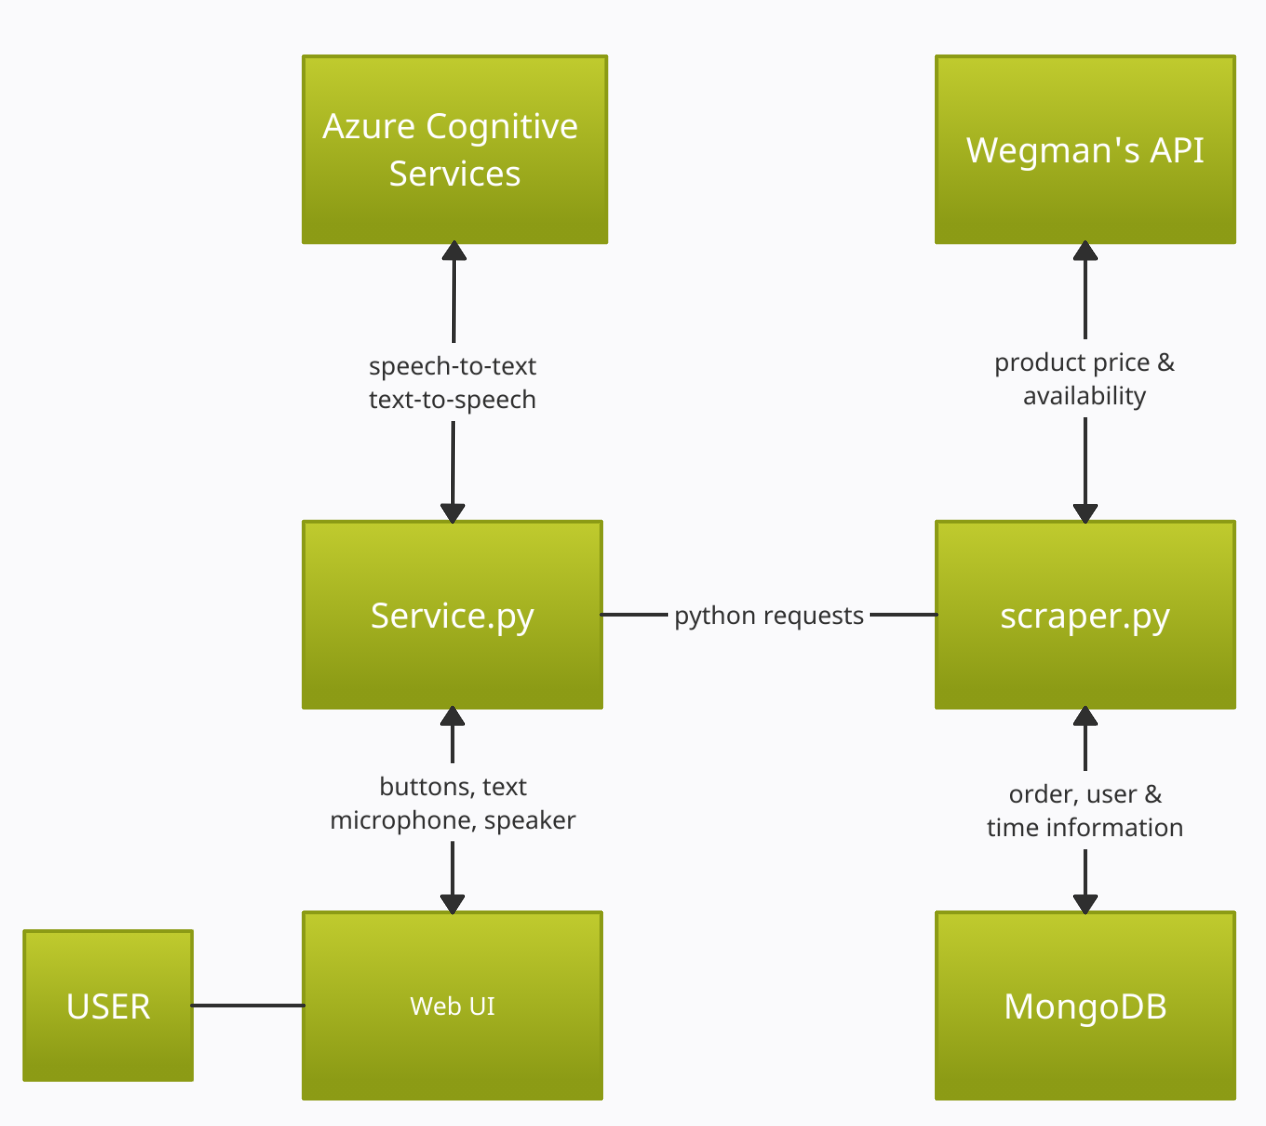 Azure Cognitive
Services
Wegman's API
speech-to-text
text-to-speech
product price &
availability
Service.py
python requests
scraper.py
buttons, text
microphone, speaker
order, user &
time information
USER
Web UI
MongoDB